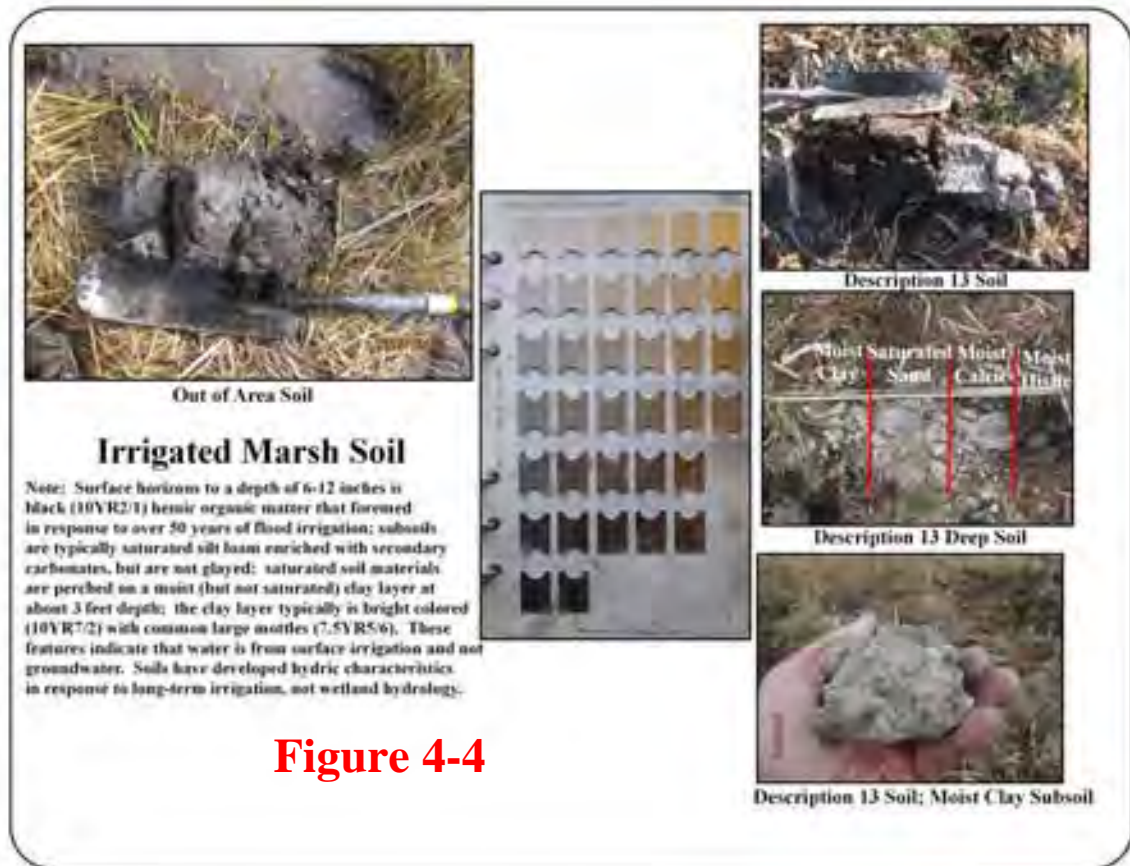 Out of Area Soil
Irrigated Marsh Soil
Note: Surface horizons to a depth of 6-12 inches is
black (10YR2/1) hemic organic matter that foremed
in response to over 50 years of flood irrigation; subsoils
are typically saturated silt loam enriched with secondary
carbonates, but are not glayed; saturated soil materials
are perched on a moist (but not saturated) clay layer at
about 3 feet depth; the clay layer typically is bright colored
(10YR7/2) with common large mottles (7.5YR5/6). These
features indicate that water is from surface irrigation and not
groundwater. Soils have developed hydric characteristics
in response to long-term irrigation, not wetland hydrology.
Figure 4-4
Description 13 Soil
Moist Saturated Moist Moist
Clay Sand Calcic
Description 13 Deep Soil
Description 13 Soil; Moist Clay Subsoil